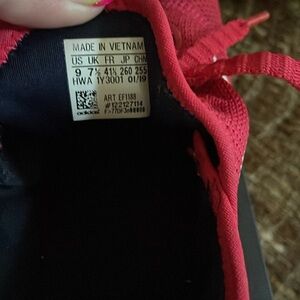 MADE IN VIETNAM
US UK FR JP CHN
9 7½ 41⅓ 260 255
HWA 1Y3001 01/19
ART EF1188
#122127114
adidas